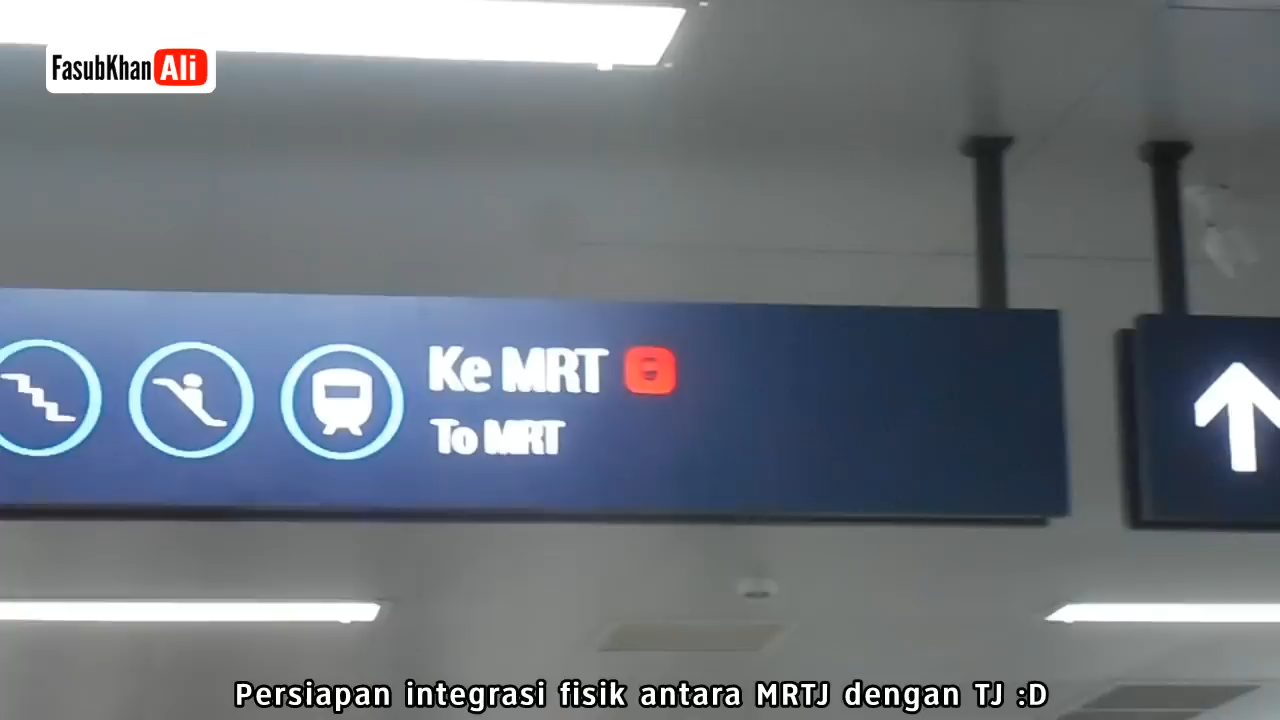 FasubKhan Ali
Ke MRT
To MRT
Persiapan integrasi fisik antara MRTJ dengan TJ :D